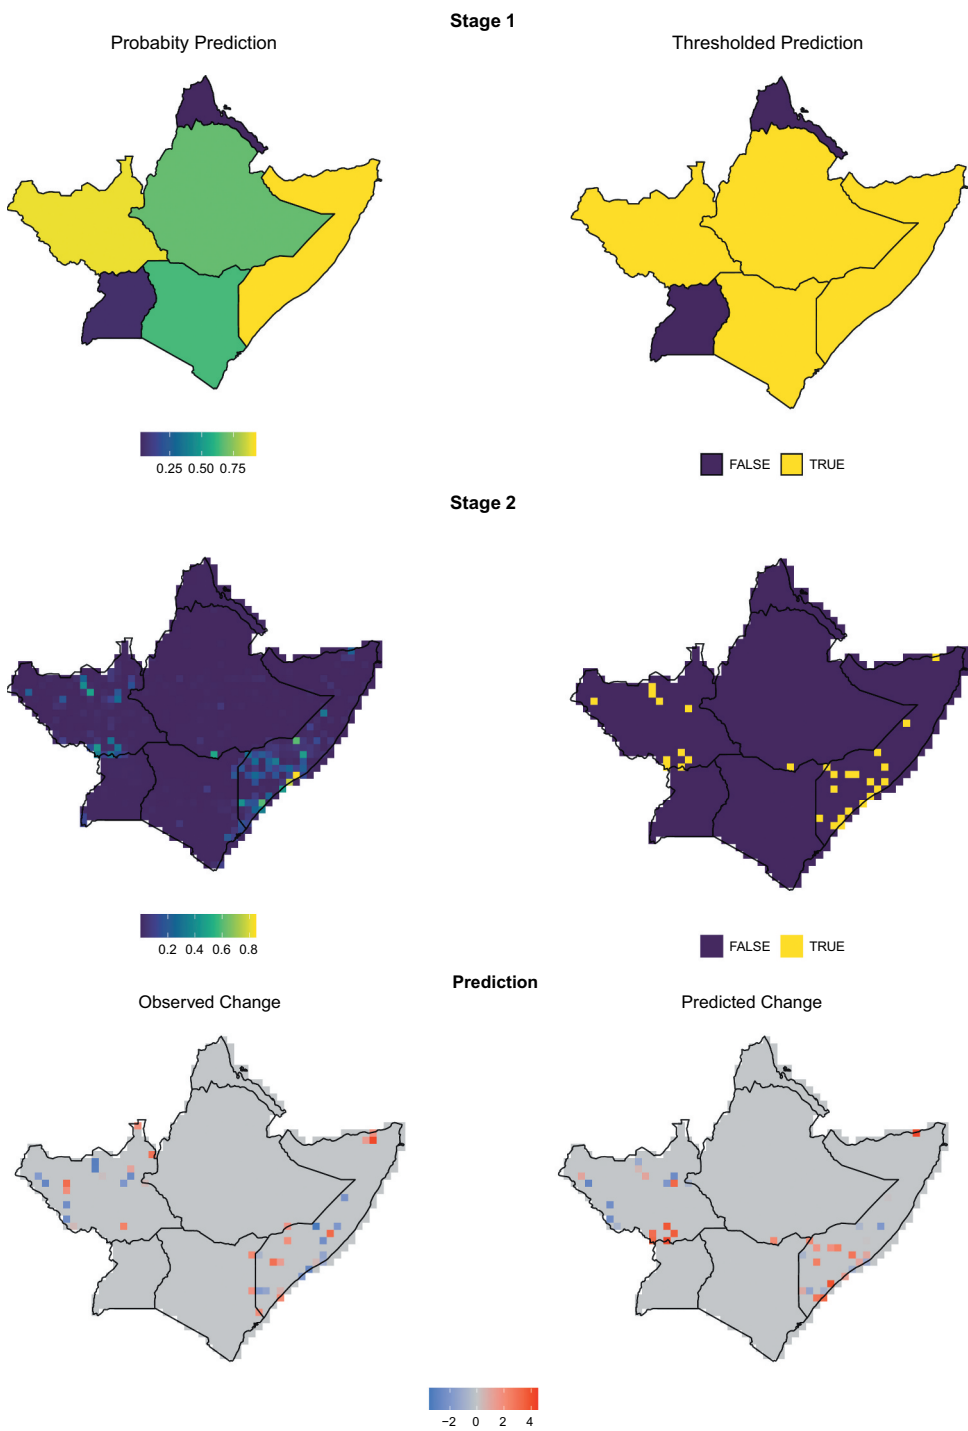 Stage 1
Probabity Prediction
Thresholded Prediction
0.25 0.50 0.75
FALSE TRUE
Stage 2
0.2 0.4 0.6 0.8
FALSE TRUE
Prediction
Observed Change
Predicted Change
−2 0 2 4